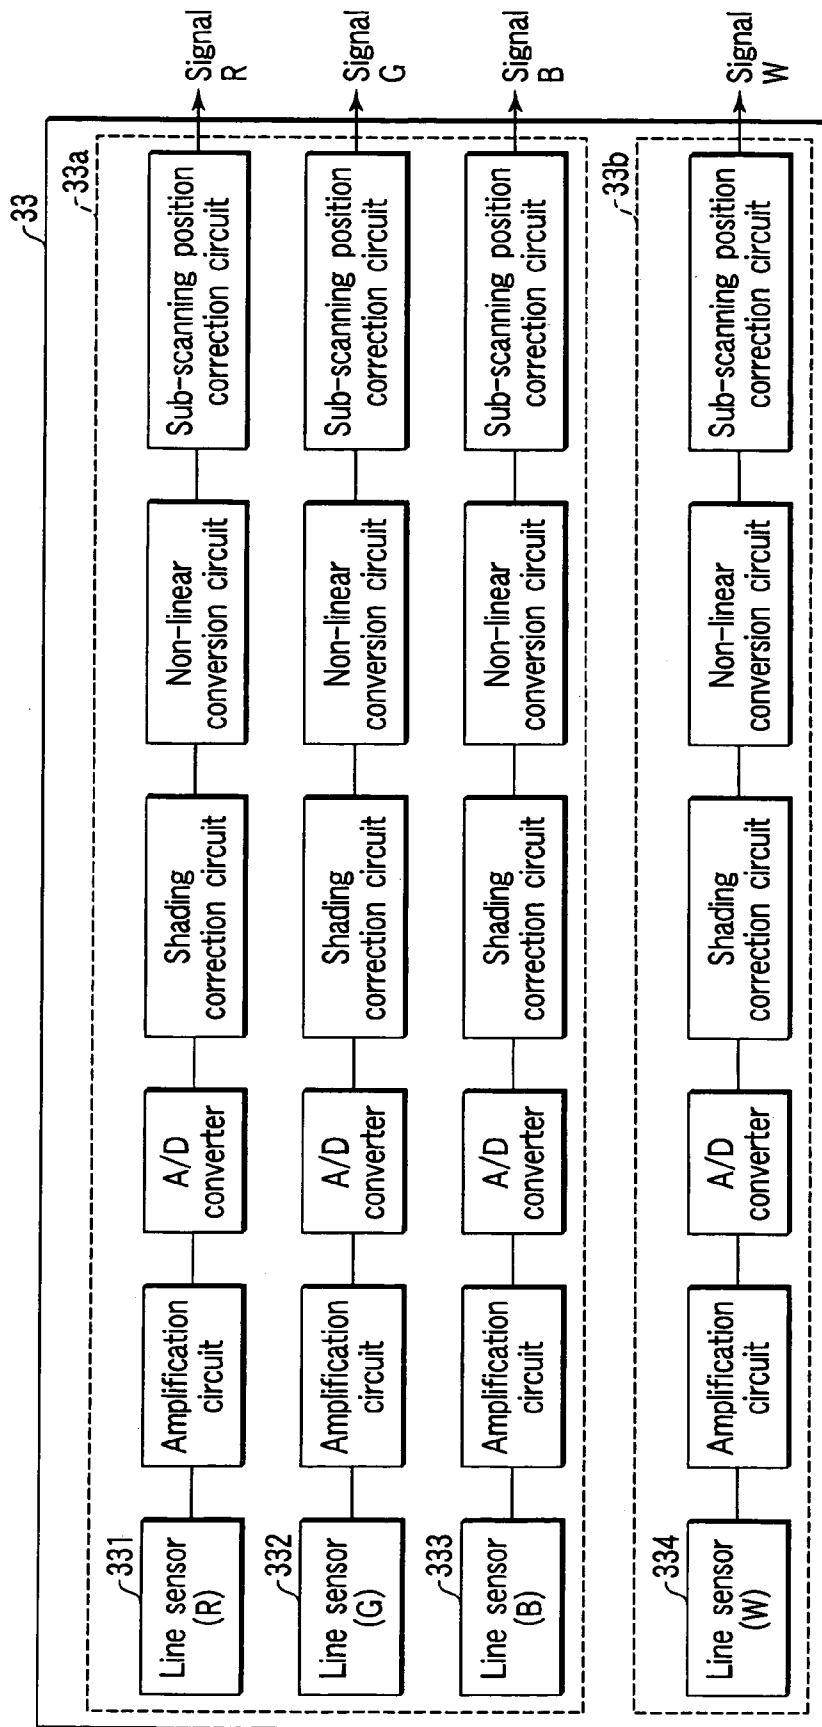 33
33a
331
Line sensor
(R)
Amplification
circuit
A/D
converter
Shading
correction circuit
Non-linear
conversion circuit
Sub-scanning position
correction circuit
Signal
R
332
Line sensor
(G)
Amplification
circuit
A/D
converter
Shading
correction circuit
Non-linear
conversion circuit
Sub-scanning position
correction circuit
Signal
G
333
Line sensor
(B)
Amplification
circuit
A/D
converter
Shading
correction circuit
Non-linear
conversion circuit
Sub-scanning position
correction circuit
Signal
B
33b
334
Line sensor
(W)
Amplification
circuit
A/D
converter
Shading
correction circuit
Non-linear
conversion circuit
Sub-scanning position
correction circuit
Signal
W